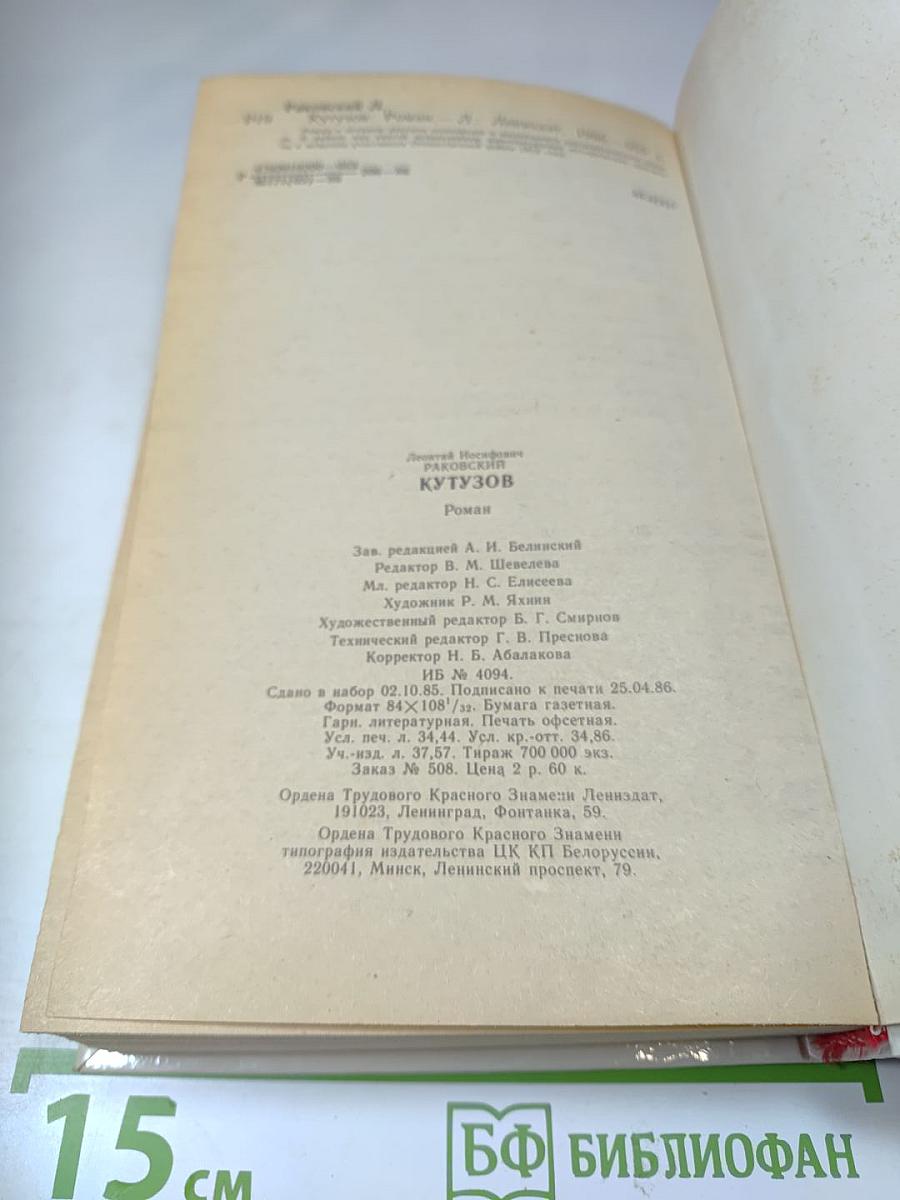 Раковский Л.
Леонтий Иосифович
РАКОВСКИЙ
КУТУЗОВ
Роман
Зав. редакцией А. И. Белинский
Редактор В. М. Шевелева
Мл. редактор Н. С. Елисеева
Художник Р. М. Яхнин
Художественный редактор Б. Г. Смирнов
Технический редактор Г. В. Преснова
Корректор Н. Б. Абалакова
ИБ № 4094.
Сдано в набор 02.10.85. Подписано к печати 25.04.86.
Формат 84×108¹/₃₂. Бумага газетная.
Гарн. литературная. Печать офсетная.
Усл. печ. л. 34,44. Усл. кр.-отт. 34,86.
Уч.-изд. л. 37,57. Тираж 700 000 экз.
Заказ № 508. Цена 2 р. 60 к.
Ордена Трудового Красного Знамени Лениздат,
191023, Ленинград, Фонтанка, 59.
Ордена Трудового Красного Знамени
типография издательства ЦК КП Белоруссии,
220041, Минск, Ленинский проспект, 79.
15 см
БФ БИБЛИОФАН